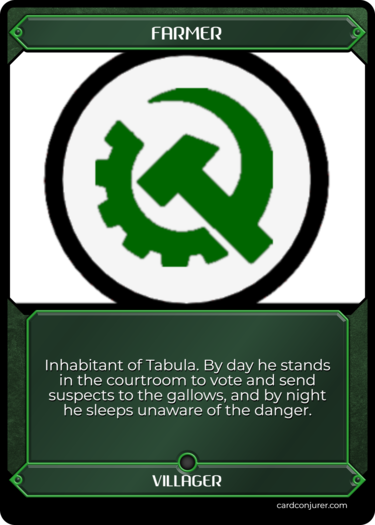 FARMER
Inhabitant of Tabula. By day he stands
in the courtroom to vote and send
suspects to the gallows, and by night
he sleeps unaware of the danger.
VILLAGER
cardconjurer.com